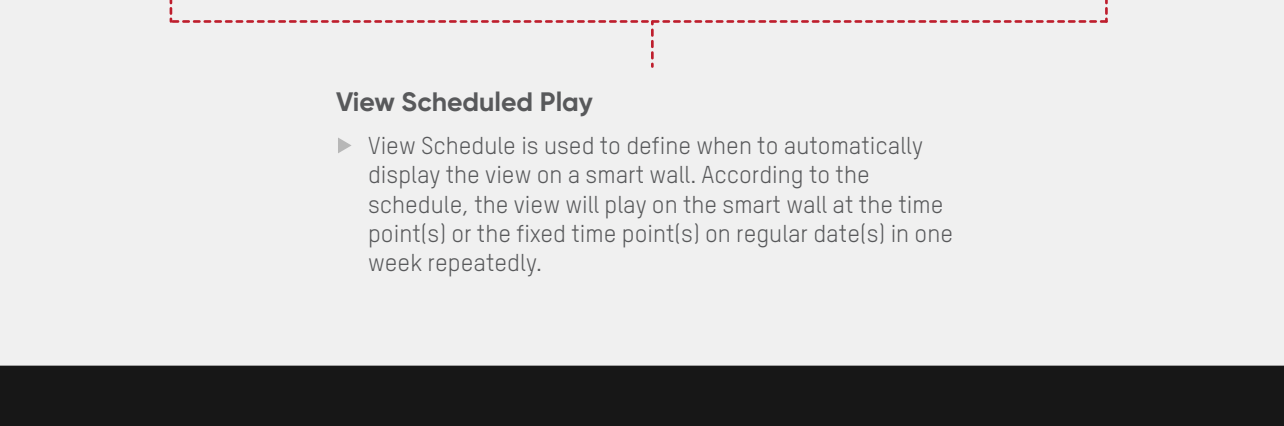 View Scheduled Play
View Schedule is used to define when to automatically
display the view on a smart wall. According to the
schedule, the view will play on the smart wall at the time
point(s) or the fixed time point(s) on regular date(s) in one
week repeatedly.